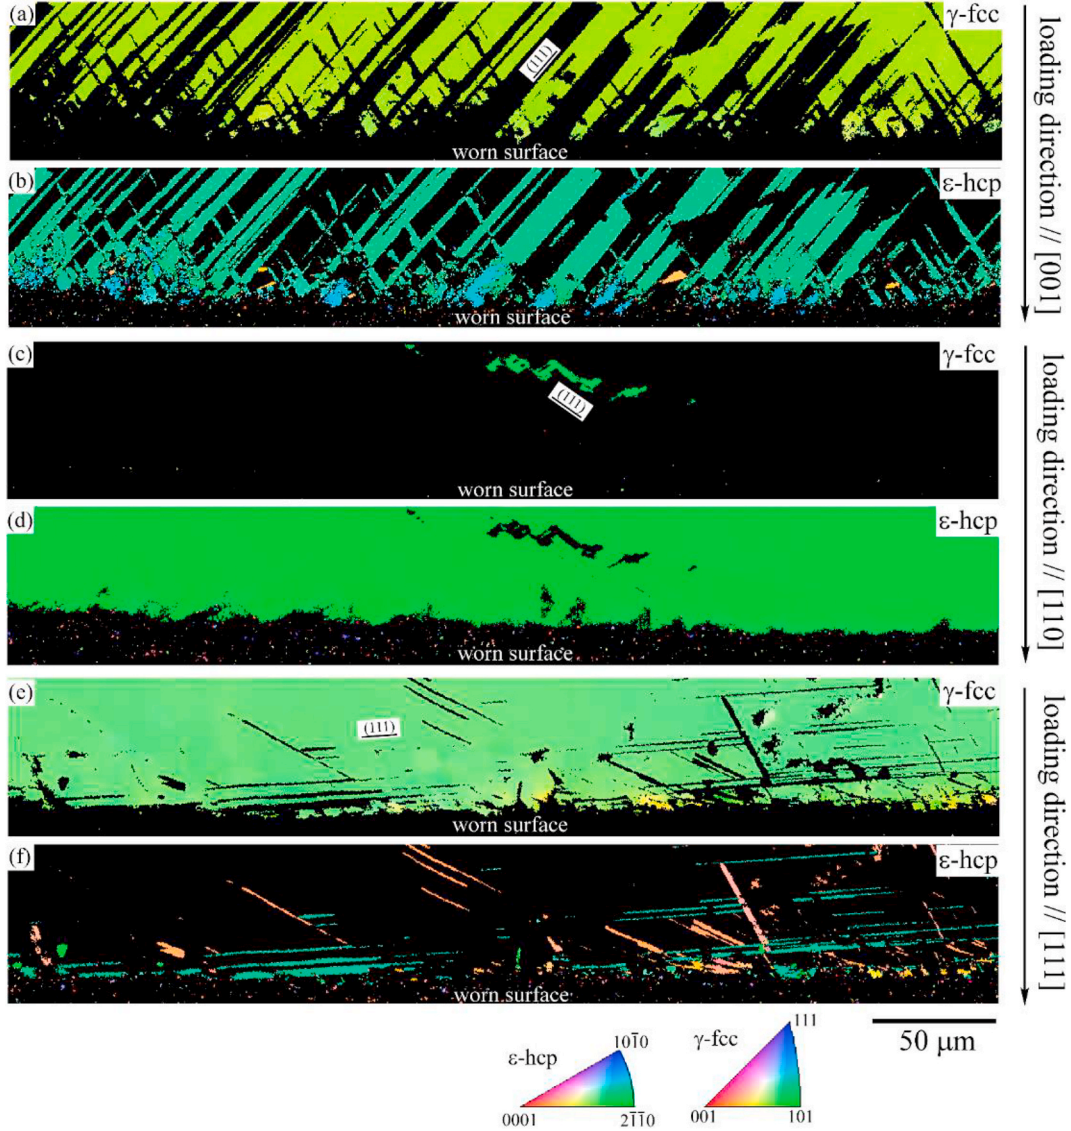 (a)
γ-fcc
(111)
worn surface
(b)
ε-hcp
worn surface
loading direction // [001]
(c)
γ-fcc
(111)
worn surface
(d)
ε-hcp
worn surface
loading direction // [110]
(e)
γ-fcc
(111)
worn surface
(f)
ε-hcp
worn surface
loading direction // [111]
50 μm
ε-hcp
101̅0
0001
21̅1̅0
γ-fcc
111
001
101